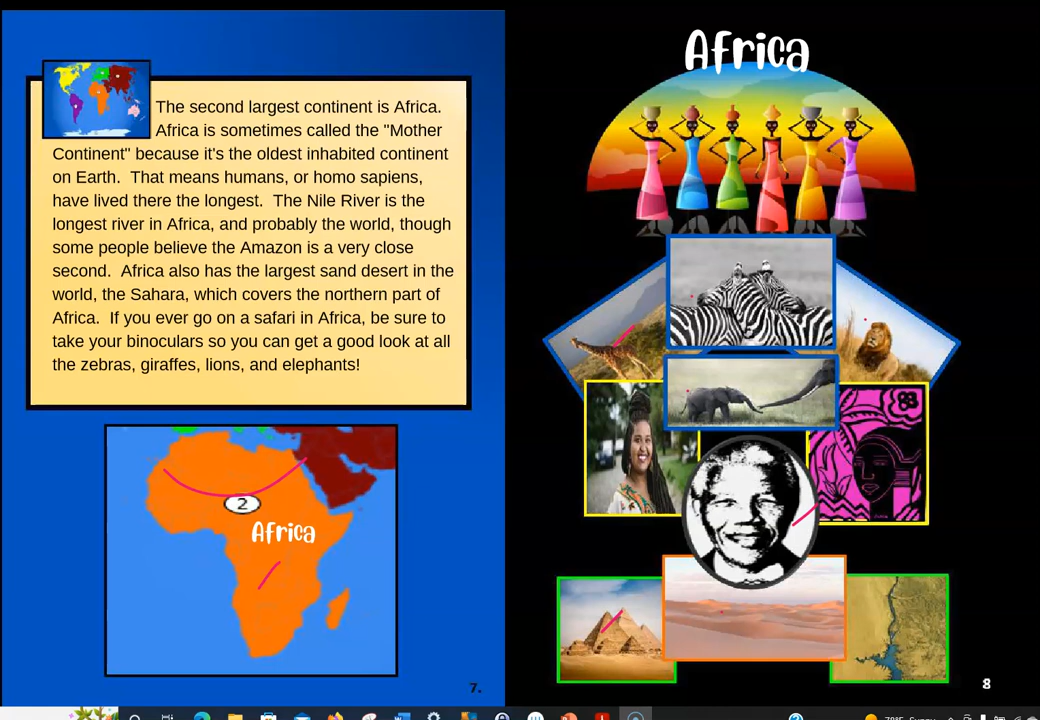 The second largest continent is Africa.
Africa is sometimes called the "Mother
Continent" because it's the oldest inhabited continent
on Earth. That means humans, or homo sapiens,
have lived there the longest. The Nile River is the
longest river in Africa, and probably the world, though
some people believe the Amazon is a very close
second. Africa also has the largest sand desert in the
world, the Sahara, which covers the northern part of
Africa. If you ever go on a safari in Africa, be sure to
take your binoculars so you can get a good look at all
the zebras, giraffes, lions, and elephants!
2
Africa
7.
Africa
8